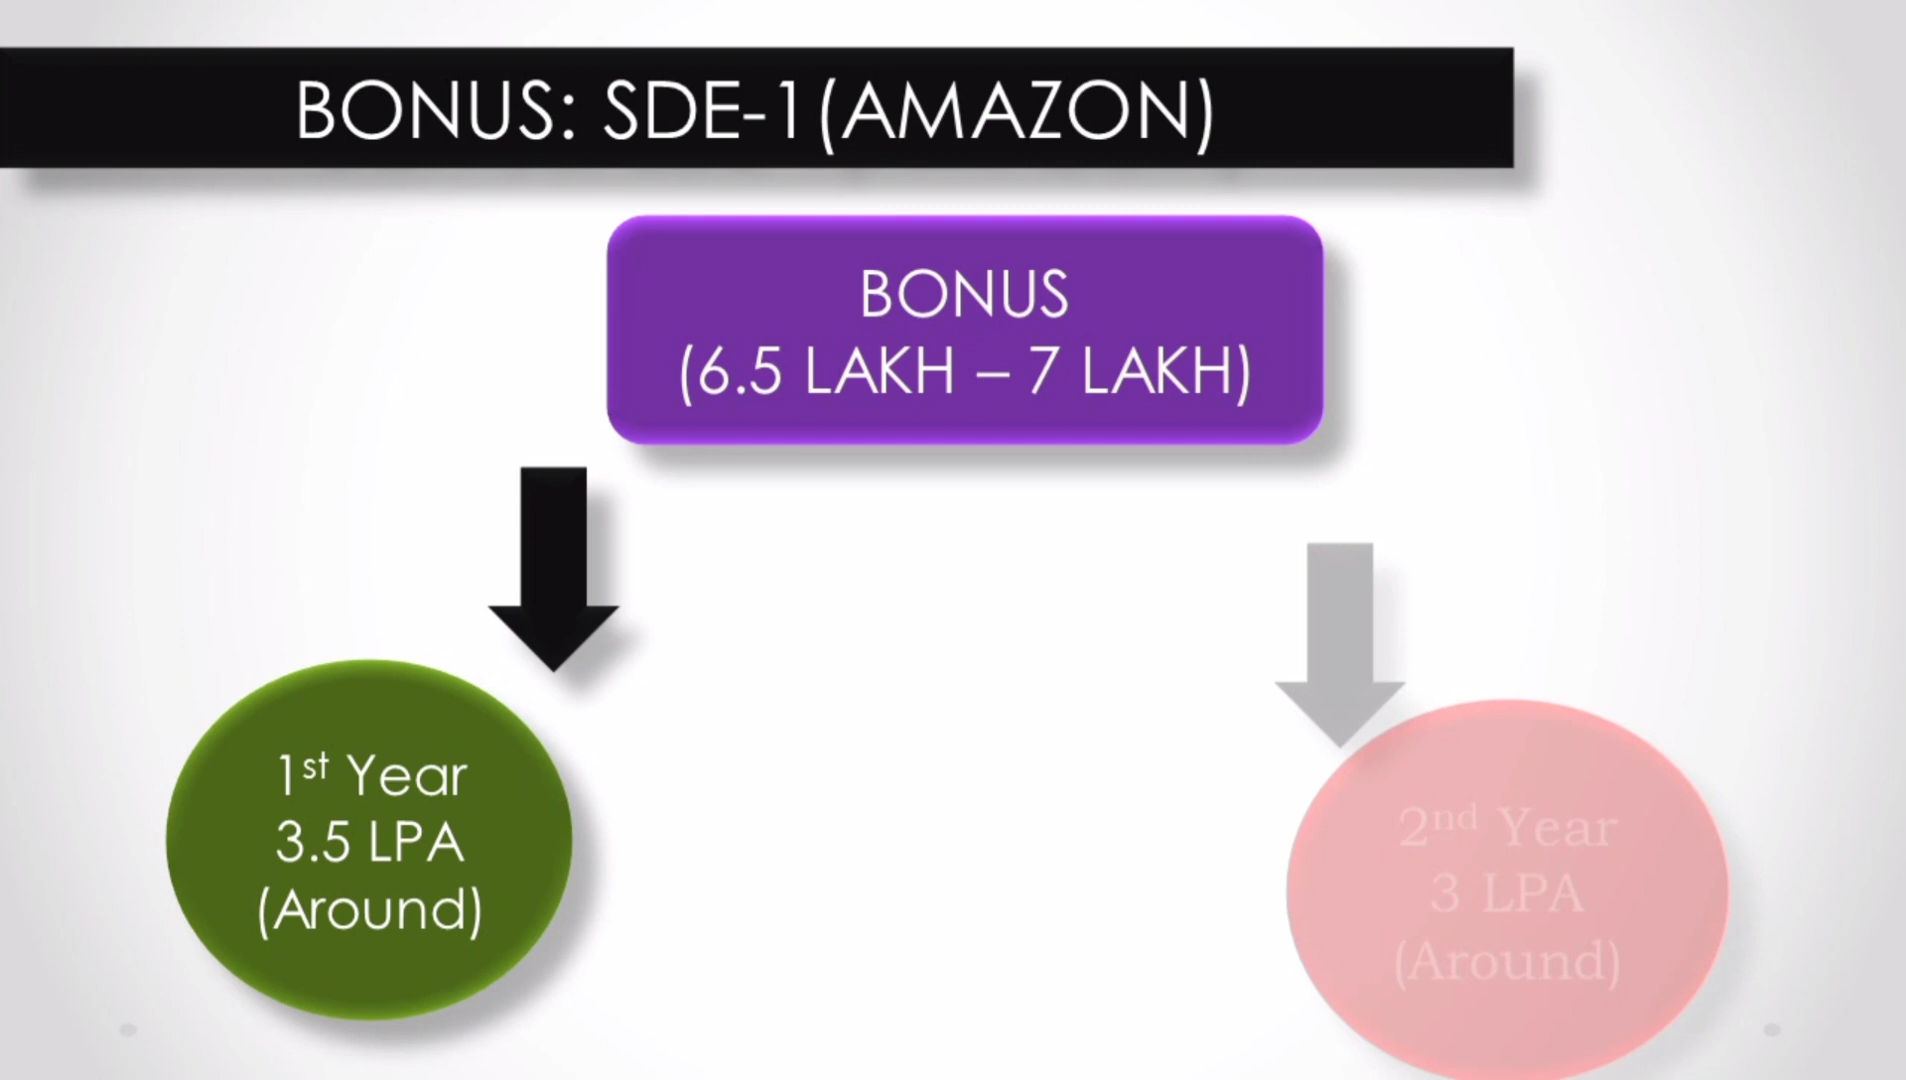 BONUS: SDE-1(AMAZON)
BONUS
(6.5 LAKH – 7 LAKH)
1st Year
3.5 LPA
(Around)
2nd Year
3 LPA
(Around)